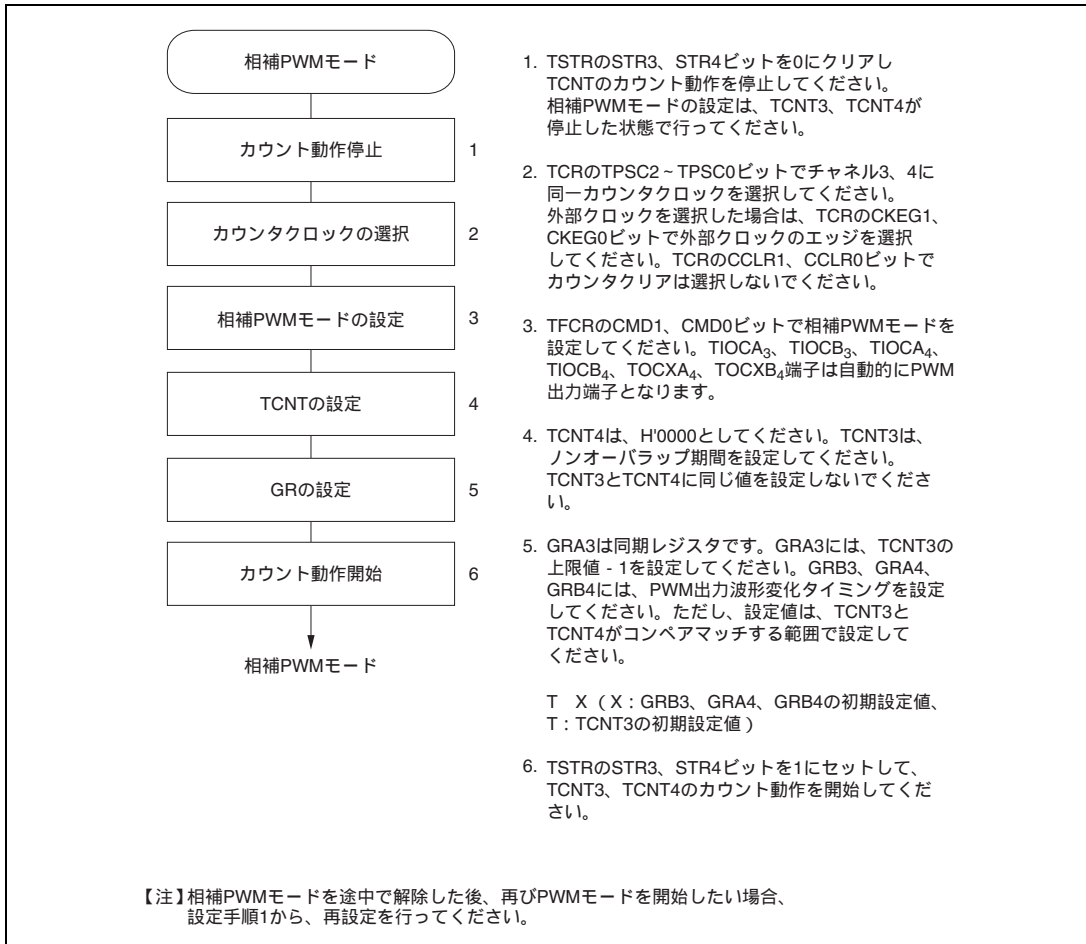 相補PWMモード
カウント動作停止 1
カウンタクロックの選択 2
相補PWMモードの設定 3
TCNTの設定 4
GRの設定 5
カウント動作開始 6
相補PWMモード
1. TSTRのSTR3、STR4ビットを0にクリアし
TCNTのカウント動作を停止してください。
相補PWMモードの設定は、TCNT3、TCNT4が
停止した状態で行ってください。
2. TCRのTPSC2~TPSC0ビットでチャネル3、4に
同一カウンタクロックを選択してください。
外部クロックを選択した場合は、TCRのCKEG1、
CKEG0ビットで外部クロックのエッジを選択
してください。TCRのCCLR1、CCLR0ビットで
カウンタクリアは選択しないでください。
3. TFCRのCMD1、CMD0ビットで相補PWMモードを
設定してください。TIOCA₃、TIOCB₃、TIOCA₄、
TIOCB₄、TOCXA₄、TOCXB₄端子は自動的にPWM
出力端子となります。
4. TCNT4は、H'0000としてください。TCNT3は、
ノンオーバラップ期間を設定してください。
TCNT3とTCNT4に同じ値を設定しないでくださ
い。
5. GRA3は同期レジスタです。GRA3には、TCNT3の
上限値 - 1を設定してください。GRB3、GRA4、
GRB4には、PWM出力波形変化タイミングを設定
してください。ただし、設定値は、TCNT3と
TCNT4がコンペアマッチする範囲で設定して
ください。
T X(X:GRB3、GRA4、GRB4の初期設定値、
T:TCNT3の初期設定値)
6. TSTRのSTR3、STR4ビットを1にセットして、
TCNT3、TCNT4のカウント動作を開始してくだ
さい。
【注】相補PWMモードを途中で解除した後、再びPWMモードを開始したい場合、
設定手順1から、再設定を行ってください。